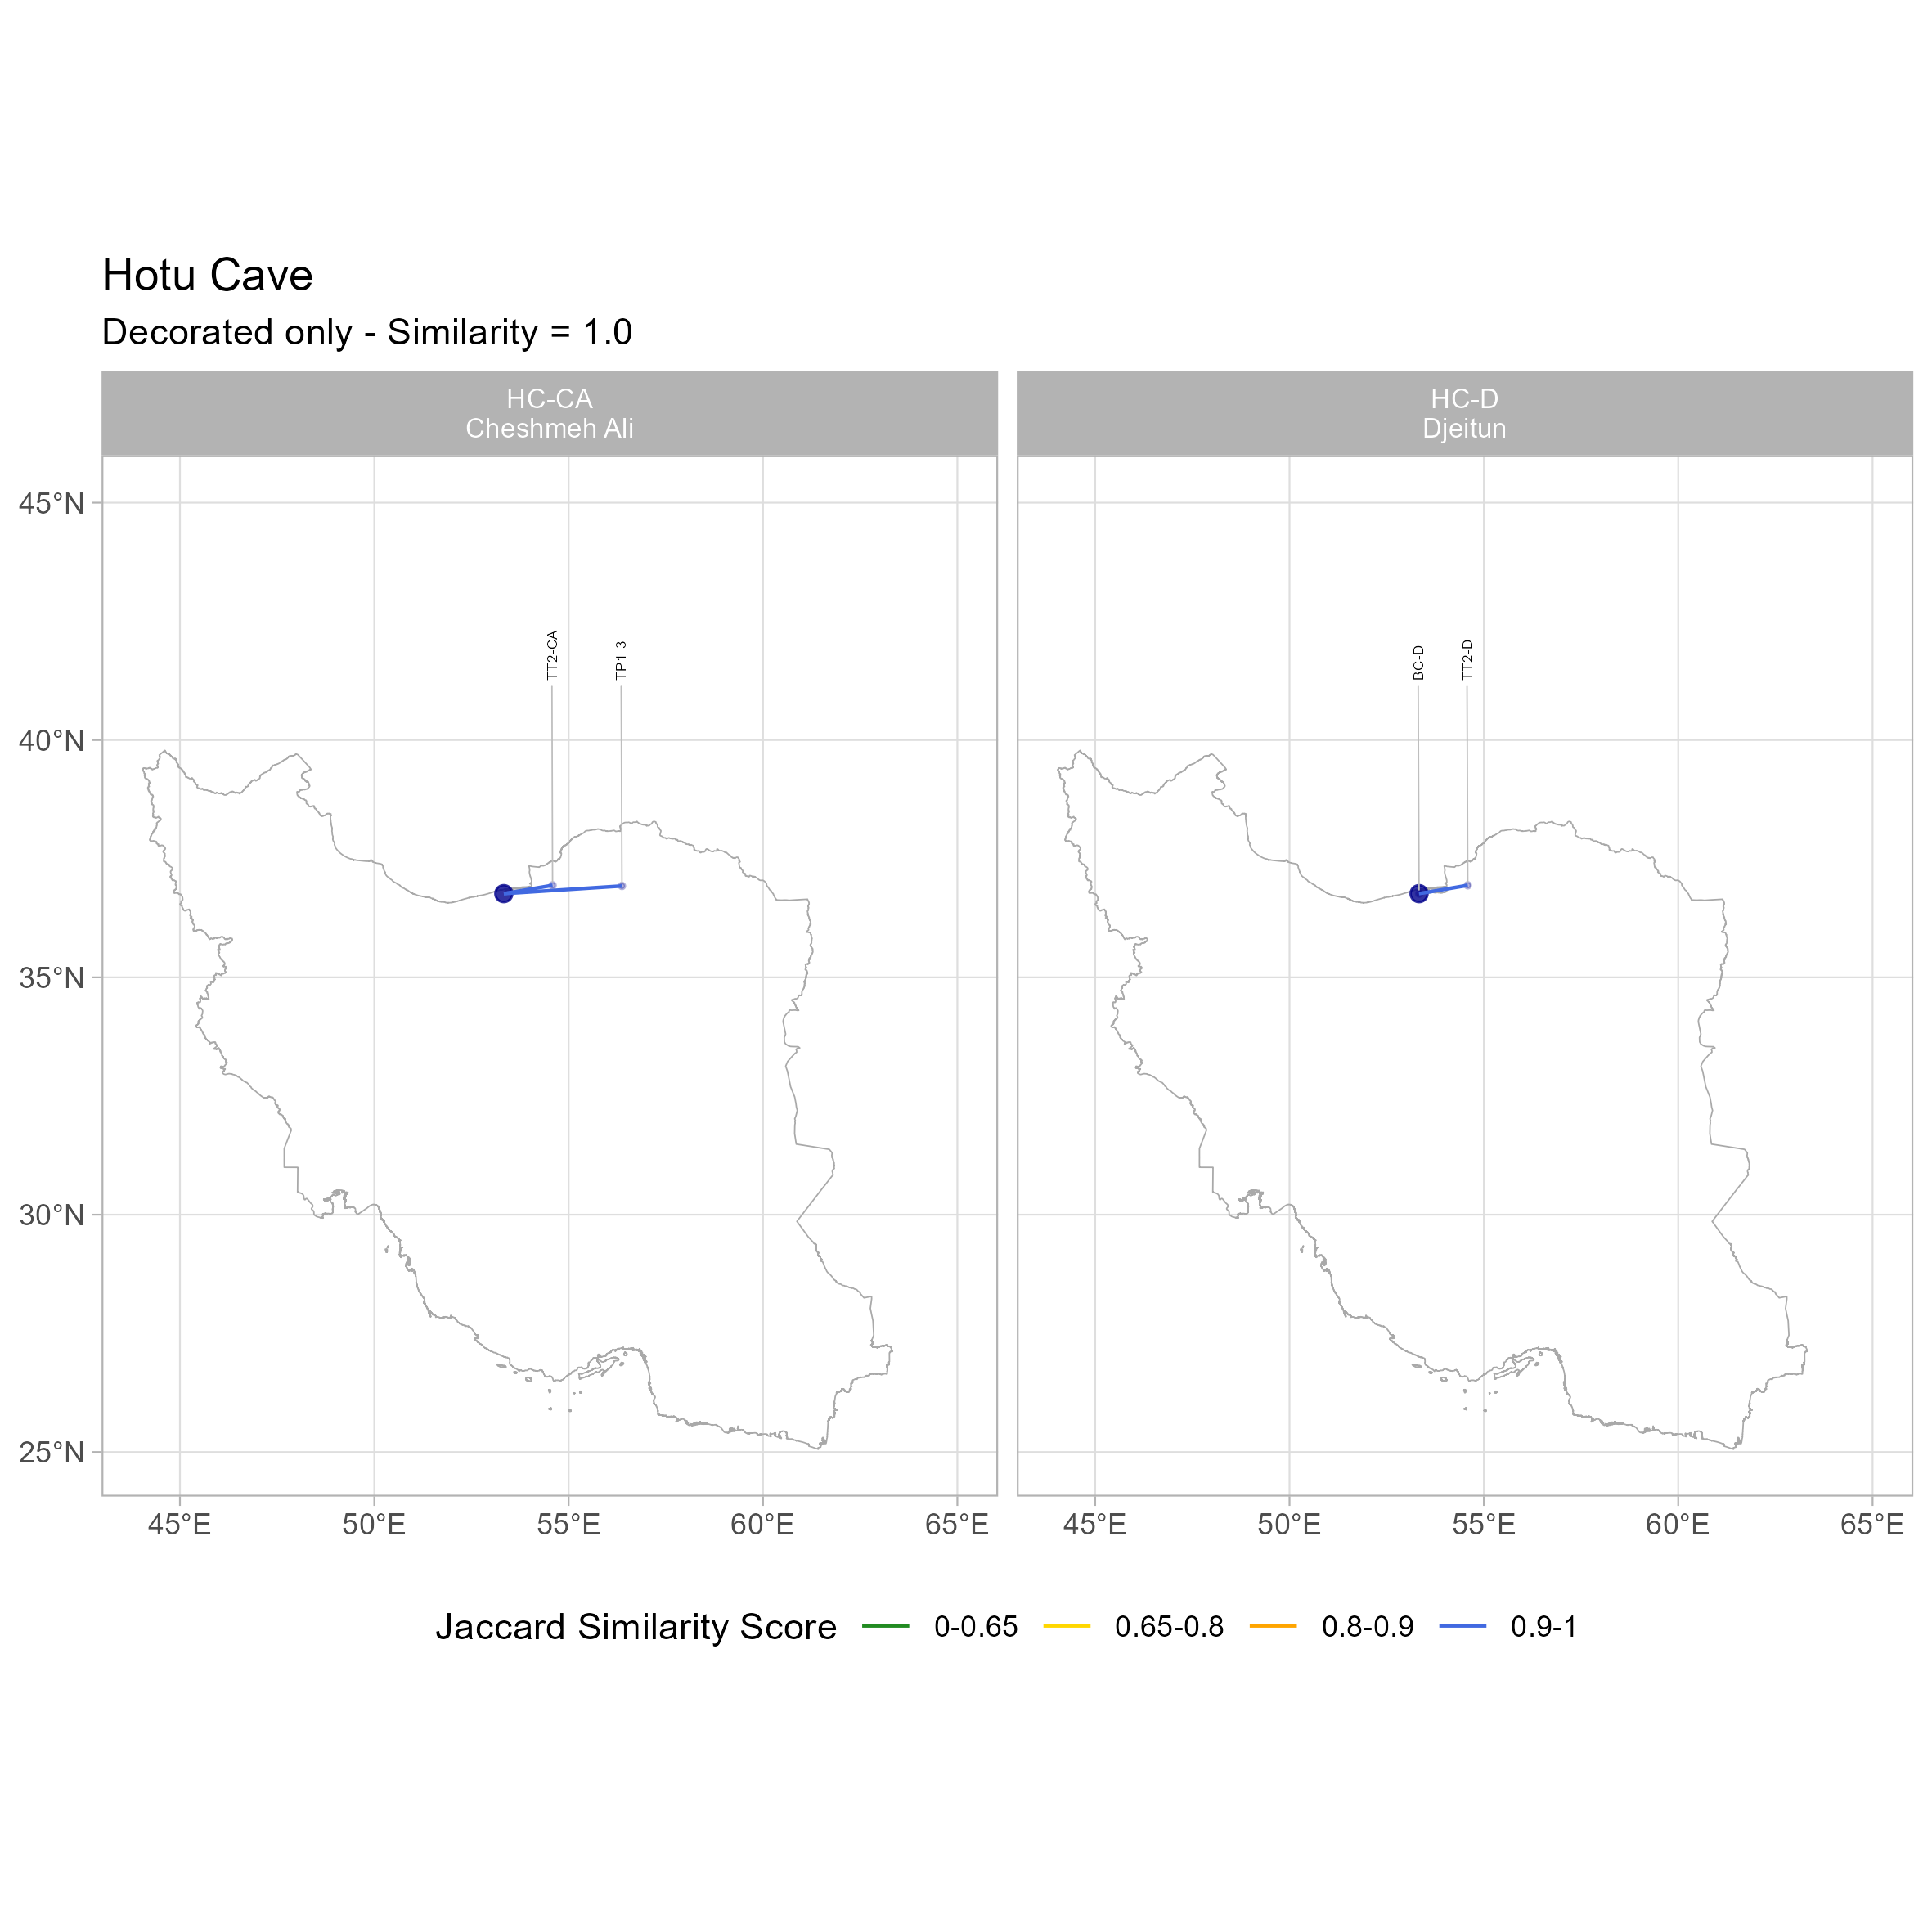 Hotu Cave
Decorated only - Similarity = 1.0
HC-CA
Cheshmeh Ali
HC-D
Djeitun
TT2-CA
TP1-3
BC-D
TT2-D
45°N
40°N
35°N
30°N
25°N
45°E 50°E 55°E 60°E 65°E
45°E 50°E 55°E 60°E 65°E
Jaccard Similarity Score 0-0.65 0.65-0.8 0.8-0.9 0.9-1